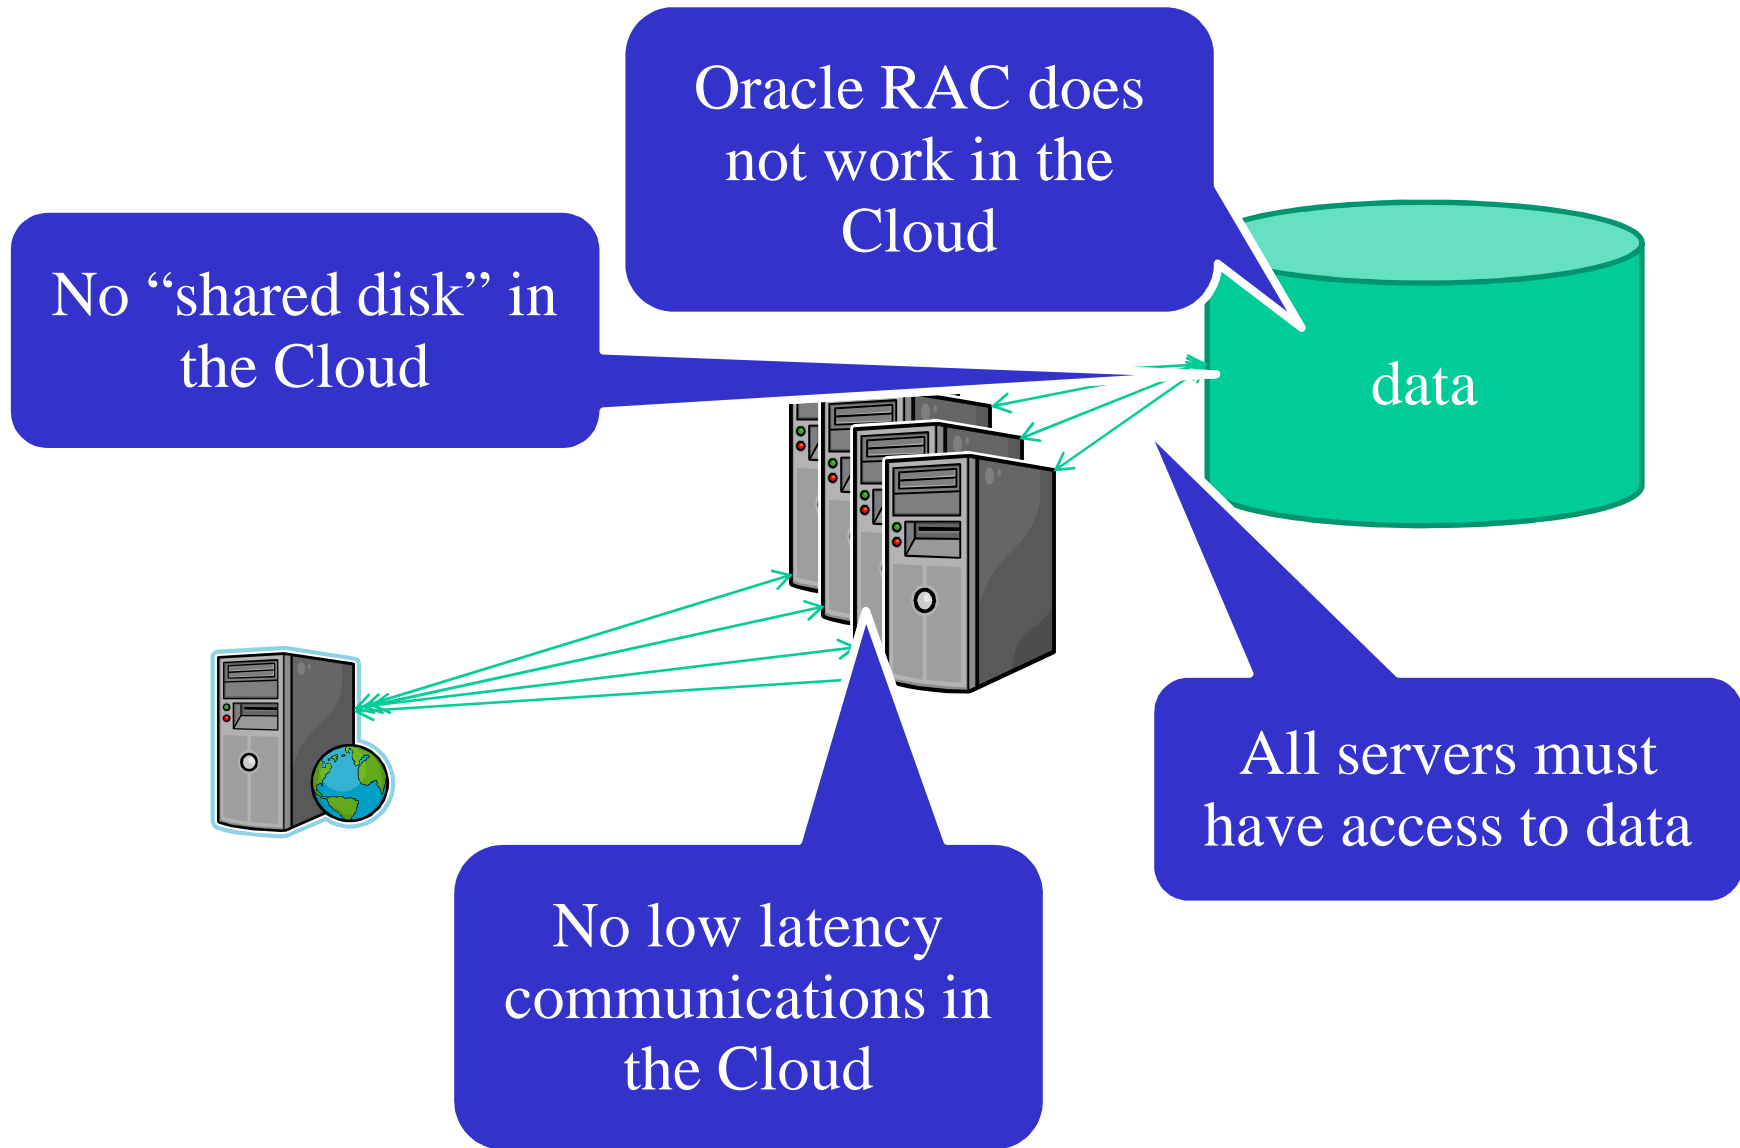 Oracle RAC does
not work in the
Cloud
No “shared disk” in
the Cloud
data
All servers must
have access to data
No low latency
communications in
the Cloud